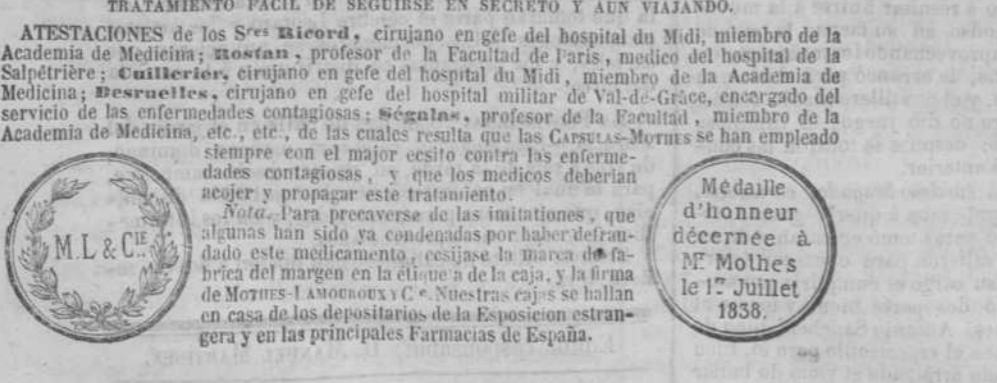 TRATAMIENTO FACIL DE SEGUIRSE EN SECRETO Y AUN VIAJANDO.
ATESTACIONES de los Sres Ricord, cirujano en gefe del hospital du Midi, miembro de la
Academia de Medicina; Rostan, profesor de la Facultad de Paris, medico del hospital de la
Salpétrière; Cuillerier, cirujano en gefe del hospital du Midi, miembro de la Academia de
Medicina; Desruelles, cirujano en gefe del hospital militar de Val-de-Grâce, encargado del
servicio de las enfermedades contagiosas; Ségalas, profesor de la Facultad, miembro de la
Academia de Medicina, etc., etc., de las cuales resulta que las CAPSULAS-MOTHES se han empleado
siempre con el major ecsito contra las enferme-
dades contagiosas, y que los medicos deberian
acojer y propagar este tratamiento.
Nota. Para precaverse de las imitationes, que
algunas han sido ya condenadas por haber defrau-
dado este medicamento, ecsijase la marca de fa-
brica del margen en la étiquea de la caja, y la firma
de MOTHES-LAMOUROUX Y Ce. Nuestras cajas se hallan
en casa de los depositarios de la Esposicion estran-
gera y en las principales Farmacias de España.
M. L & CIE
Médaille
d'honneur
décernée à
Mr Mothes
le 1er Juillet
1838.